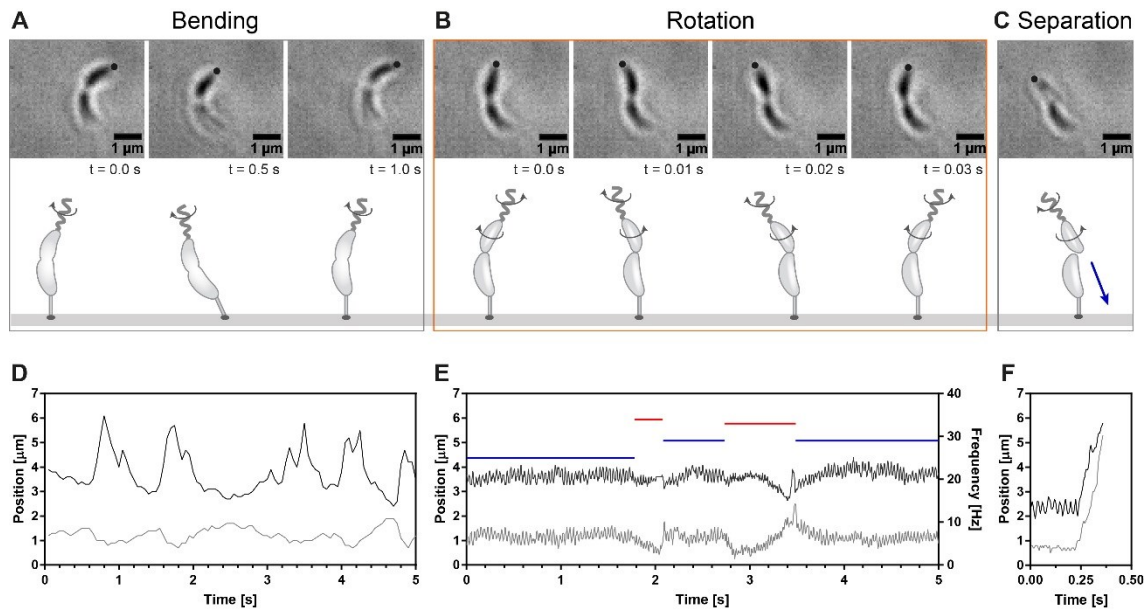 A Bending
B Rotation
C Separation
1 µm
1 µm
1 µm
1 µm
1 µm
1 µm
1 µm
1 µm
t = 0.0 s
t = 0.5 s
t = 1.0 s
t = 0.0 s
t = 0.01 s
t = 0.02 s
t = 0.03 s
D
Position [µm]
7
6
5
4
3
2
1
0
0 1 2 3 4 5
Time [s]
E
Position [µm]
7
6
5
4
3
2
1
0
0 1 2 3 4 5
Time [s]
40
30
20
10
0
Frequency [Hz]
F
Position [µm]
7
6
5
4
3
2
1
0
0.00 0.25 0.50
Time [s]